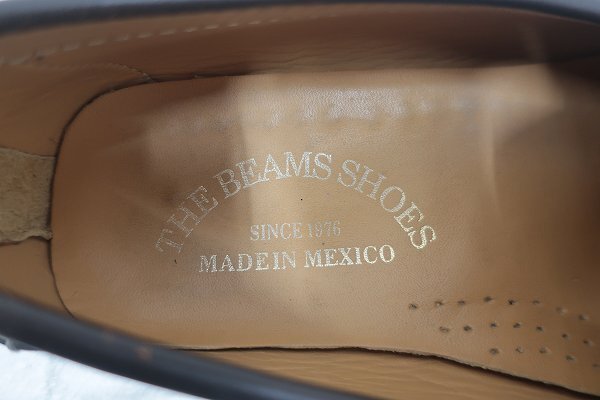 THE BEAMS SHOES
SINCE 1976
MADE IN MEXICO